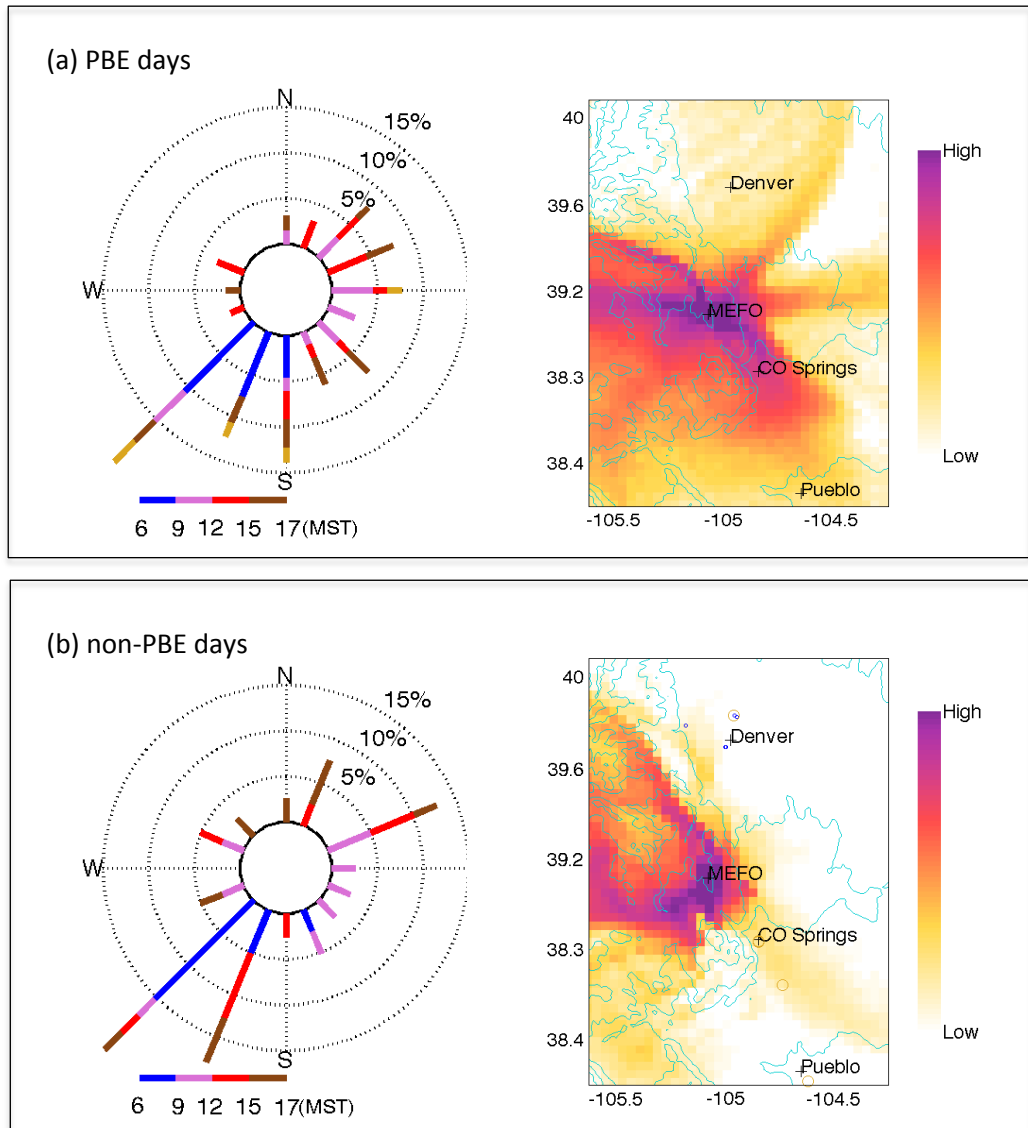 (a) PBE days
N
15%
10%
5%
W
S
6 9 12 15 17(MST)
40
39.6
39.2
38.3
38.4
Denver
MEFO
CO Springs
Pueblo
-105.5 -105 -104.5
High
Low
(b) non-PBE days
N
15%
10%
5%
W
S
6 9 12 15 17(MST)
40
39.6
39.2
38.3
38.4
Denver
MEFO
CO Springs
Pueblo
-105.5 -105 -104.5
High
Low